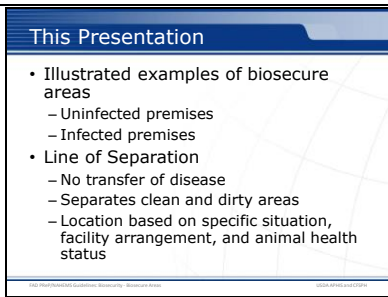 This Presentation
• Illustrated examples of biosecure
areas
– Uninfected premises
– Infected premises
• Line of Separation
– No transfer of disease
– Separates clean and dirty areas
– Location based on specific situation,
facility arrangement, and animal health
status
FAD PReP/NAHEMS Guidelines: Biosecurity - Biosecure Areas
USDA APHIS and CFSPH